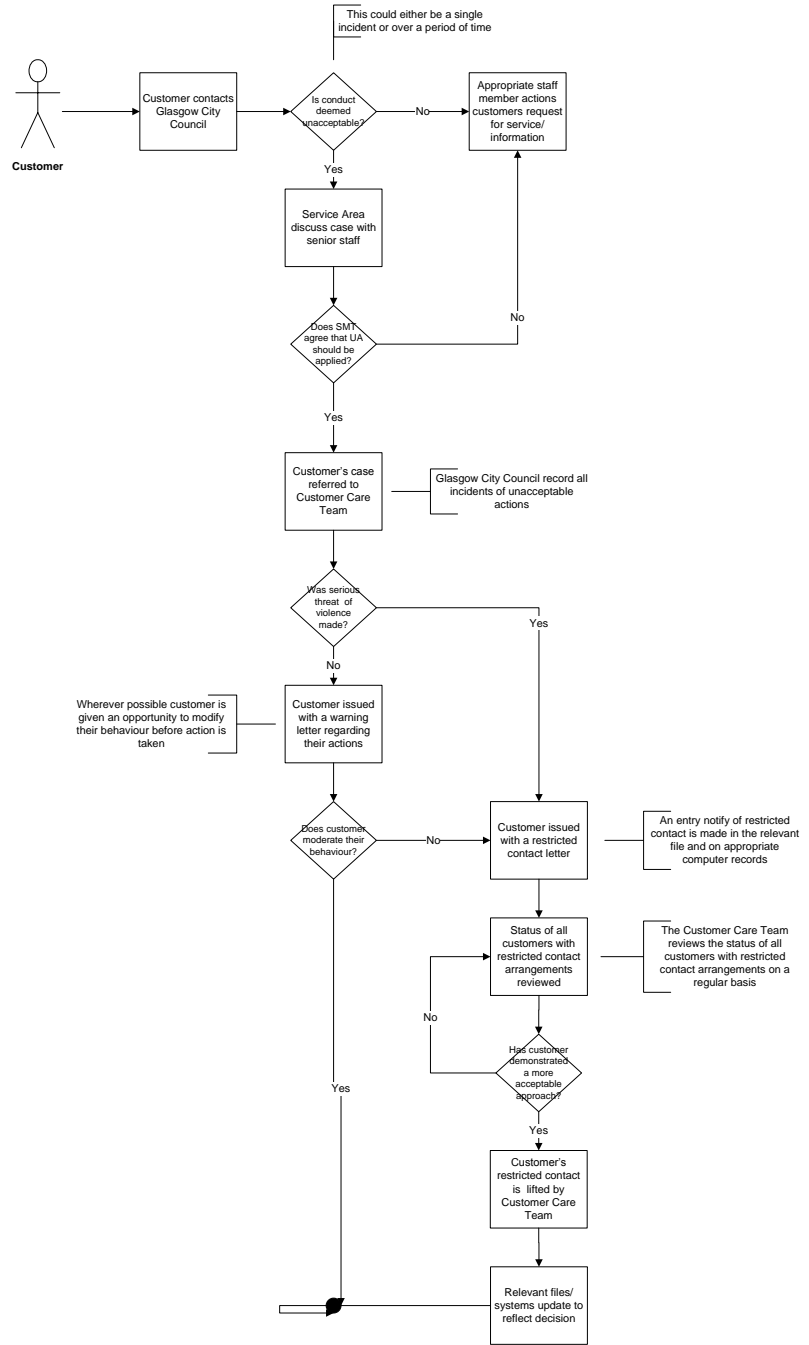 This could either be a single
incident or over a period of time
Customer
Customer contacts
Glasgow City
Council
Is conduct
deemed
unacceptable?
No
Appropriate staff
member actions
customers request
for service/
information
Yes
Service Area
discuss case with
senior staff
Does SMT
agree that UA
should be
applied?
No
Yes
Customer's case
referred to
Customer Care
Team
Glasgow City Council record all
incidents of unacceptable
actions
Was serious
threat of
violence
made?
Yes
No
Wherever possible customer is
given an opportunity to modify
their behaviour before action is
taken
Customer issued
with a warning
letter regarding
their actions
Does customer
moderate their
behaviour?
No
Customer issued
with a restricted
contact letter
An entry notify of restricted
contact is made in the relevant
file and on appropriate
computer records
Status of all
customers with
restricted contact
arrangements
reviewed
The Customer Care Team
reviews the status of all
customers with restricted
contact arrangements on a
regular basis
No
Has customer
demonstrated
a more
acceptable
approach?
Yes
Yes
Customer's
restricted contact
is lifted by
Customer Care
Team
Relevant files/
systems update to
reflect decision